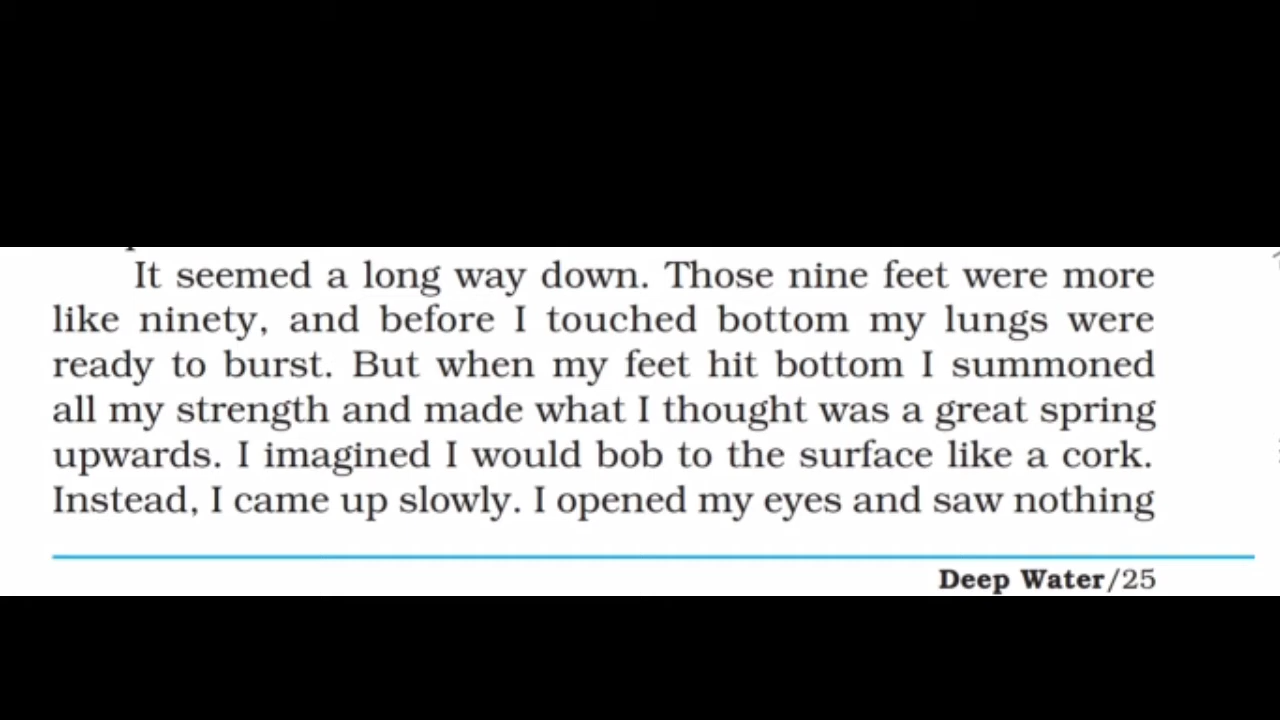 It seemed a long way down. Those nine feet were more
like ninety, and before I touched bottom my lungs were
ready to burst. But when my feet hit bottom I summoned
all my strength and made what I thought was a great spring
upwards. I imagined I would bob to the surface like a cork.
Instead, I came up slowly. I opened my eyes and saw nothing
Deep Water/25